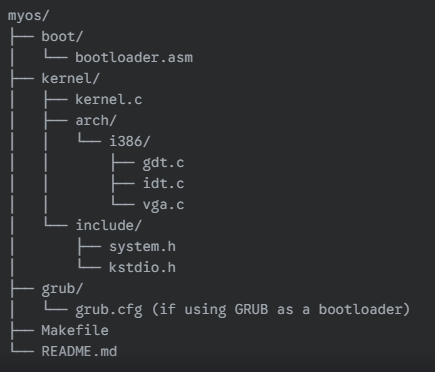 myos/
├── boot/
│   └── bootloader.asm
├── kernel/
│   ├── kernel.c
│   ├── arch/
│   │   └── i386/
│   │       ├── gdt.c
│   │       ├── idt.c
│   │       └── vga.c
│   └── include/
│       ├── system.h
│       └── kstdio.h
├── grub/
│   └── grub.cfg (if using GRUB as a bootloader)
├── Makefile
└── README.md